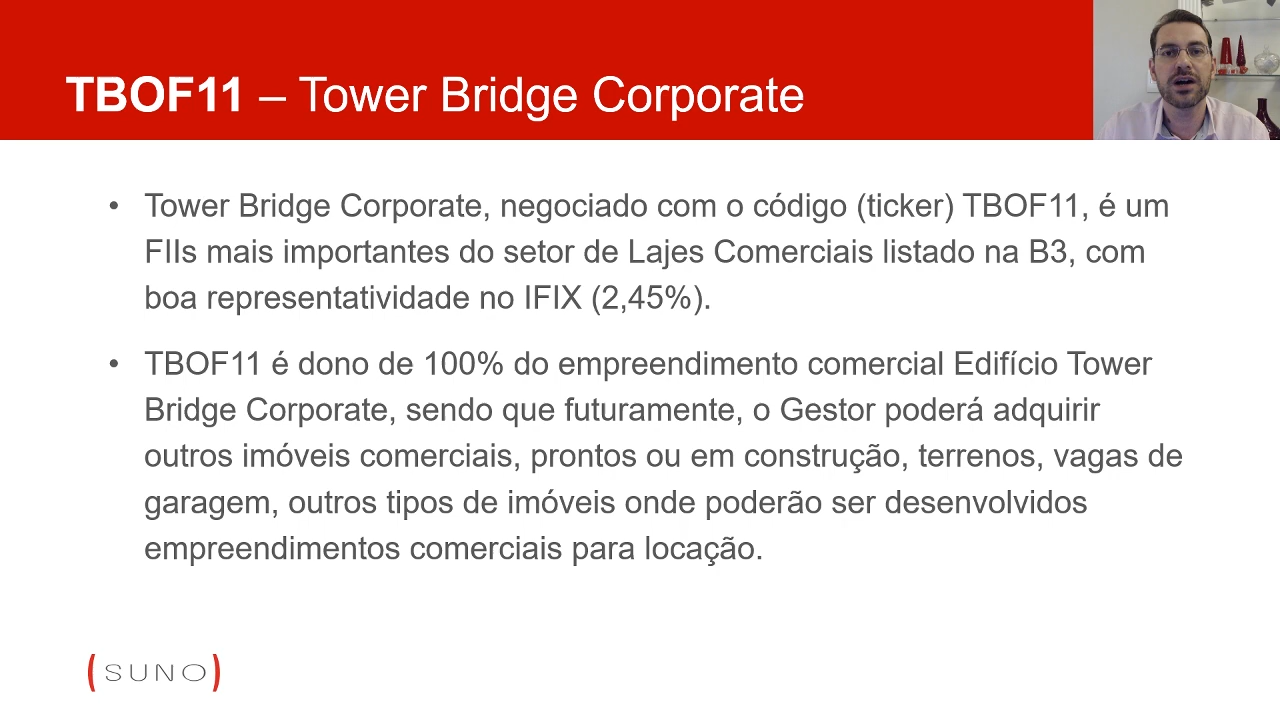 TBOF11 – Tower Bridge Corporate
• Tower Bridge Corporate, negociado com o código (ticker) TBOF11, é um
FIIs mais importantes do setor de Lajes Comerciais listado na B3, com
boa representatividade no IFIX (2,45%).
• TBOF11 é dono de 100% do empreendimento comercial Edifício Tower
Bridge Corporate, sendo que futuramente, o Gestor poderá adquirir
outros imóveis comerciais, prontos ou em construção, terrenos, vagas de
garagem, outros tipos de imóveis onde poderão ser desenvolvidos
empreendimentos comerciais para locação.
(SUNO)